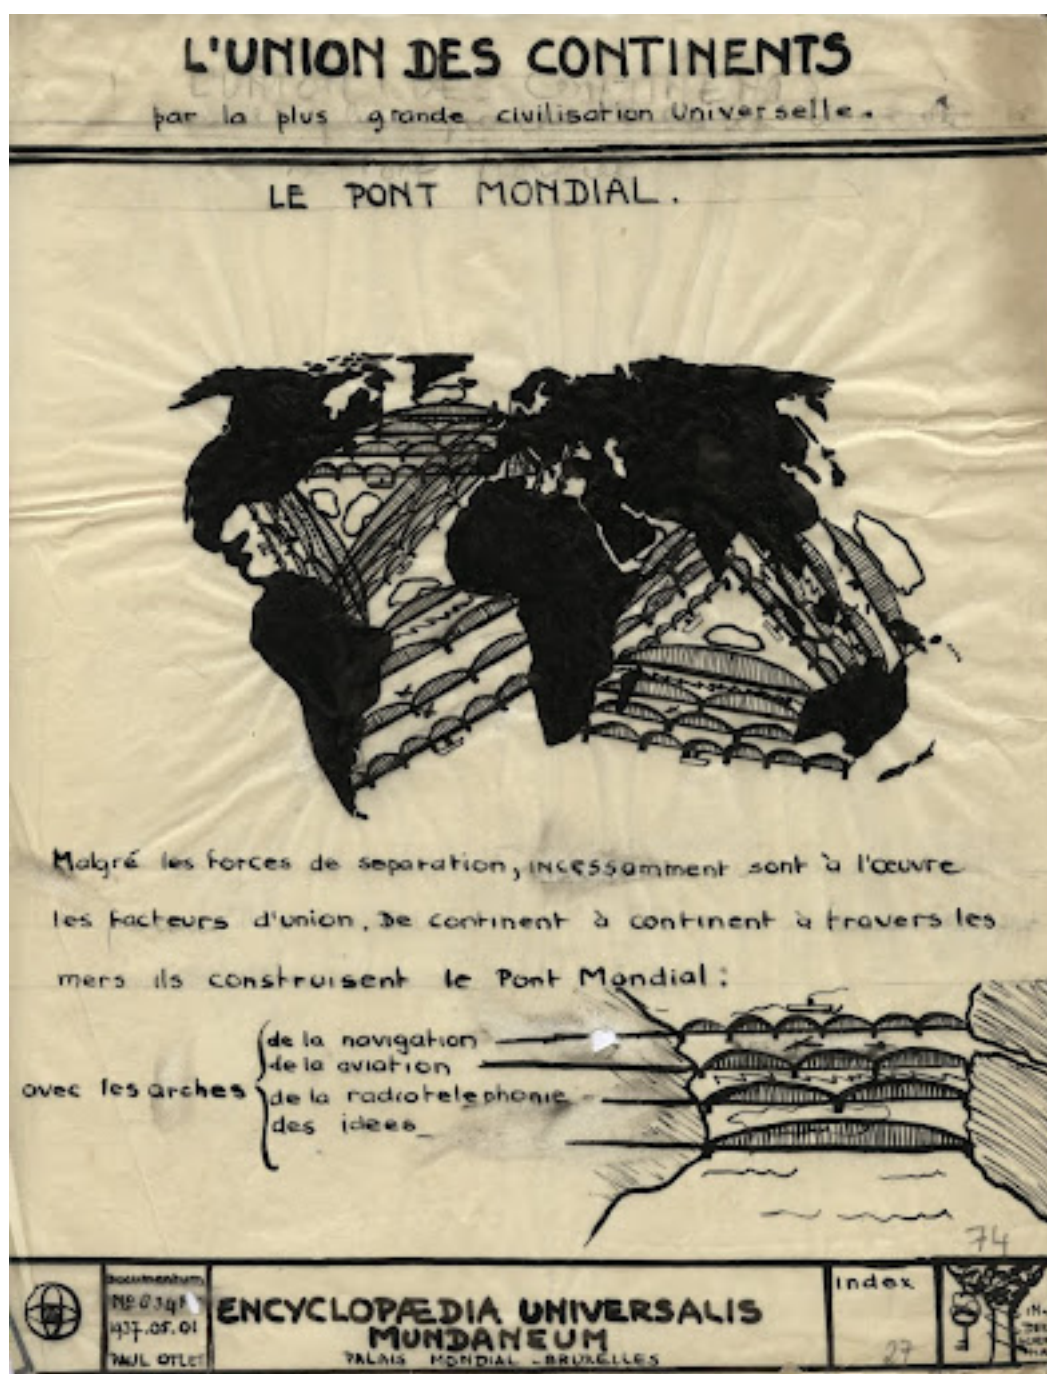 L'UNION DES CONTINENTS
par la plus grande civilisation Universelle.
LE PONT MONDIAL.
Malgré les forces de separation, incessamment sont à l'œuvre
les facteurs d'union. De continent à continent à travers les
mers ils construisent le Pont Mondial :
avec les arches
de la navigation
de la aviation
de la radiotelephonie
des idees
74
Documentum
Nº
1937.05.01
PAUL OTLET
ENCYCLOPÆDIA UNIVERSALIS
MUNDANEUM
PALAIS MONDIAL - BRUXELLES
index
27